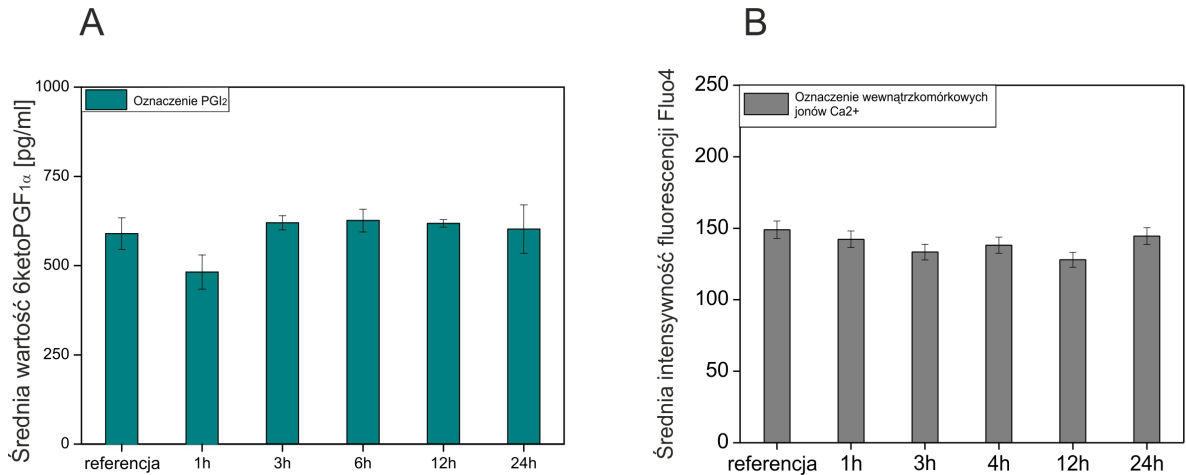 A
Średnia wartość 6ketoPGF1α [pg/ml]
1000
750
500
250
0
Oznaczenie PGI2
referencja 1h 3h 6h 12h 24h
B
Średnia intensywność fluorescencji Fluo4
250
200
150
100
50
0
Oznaczenie wewnątrzkomórkowych
jonów Ca2+
referencja 1h 3h 4h 12h 24h